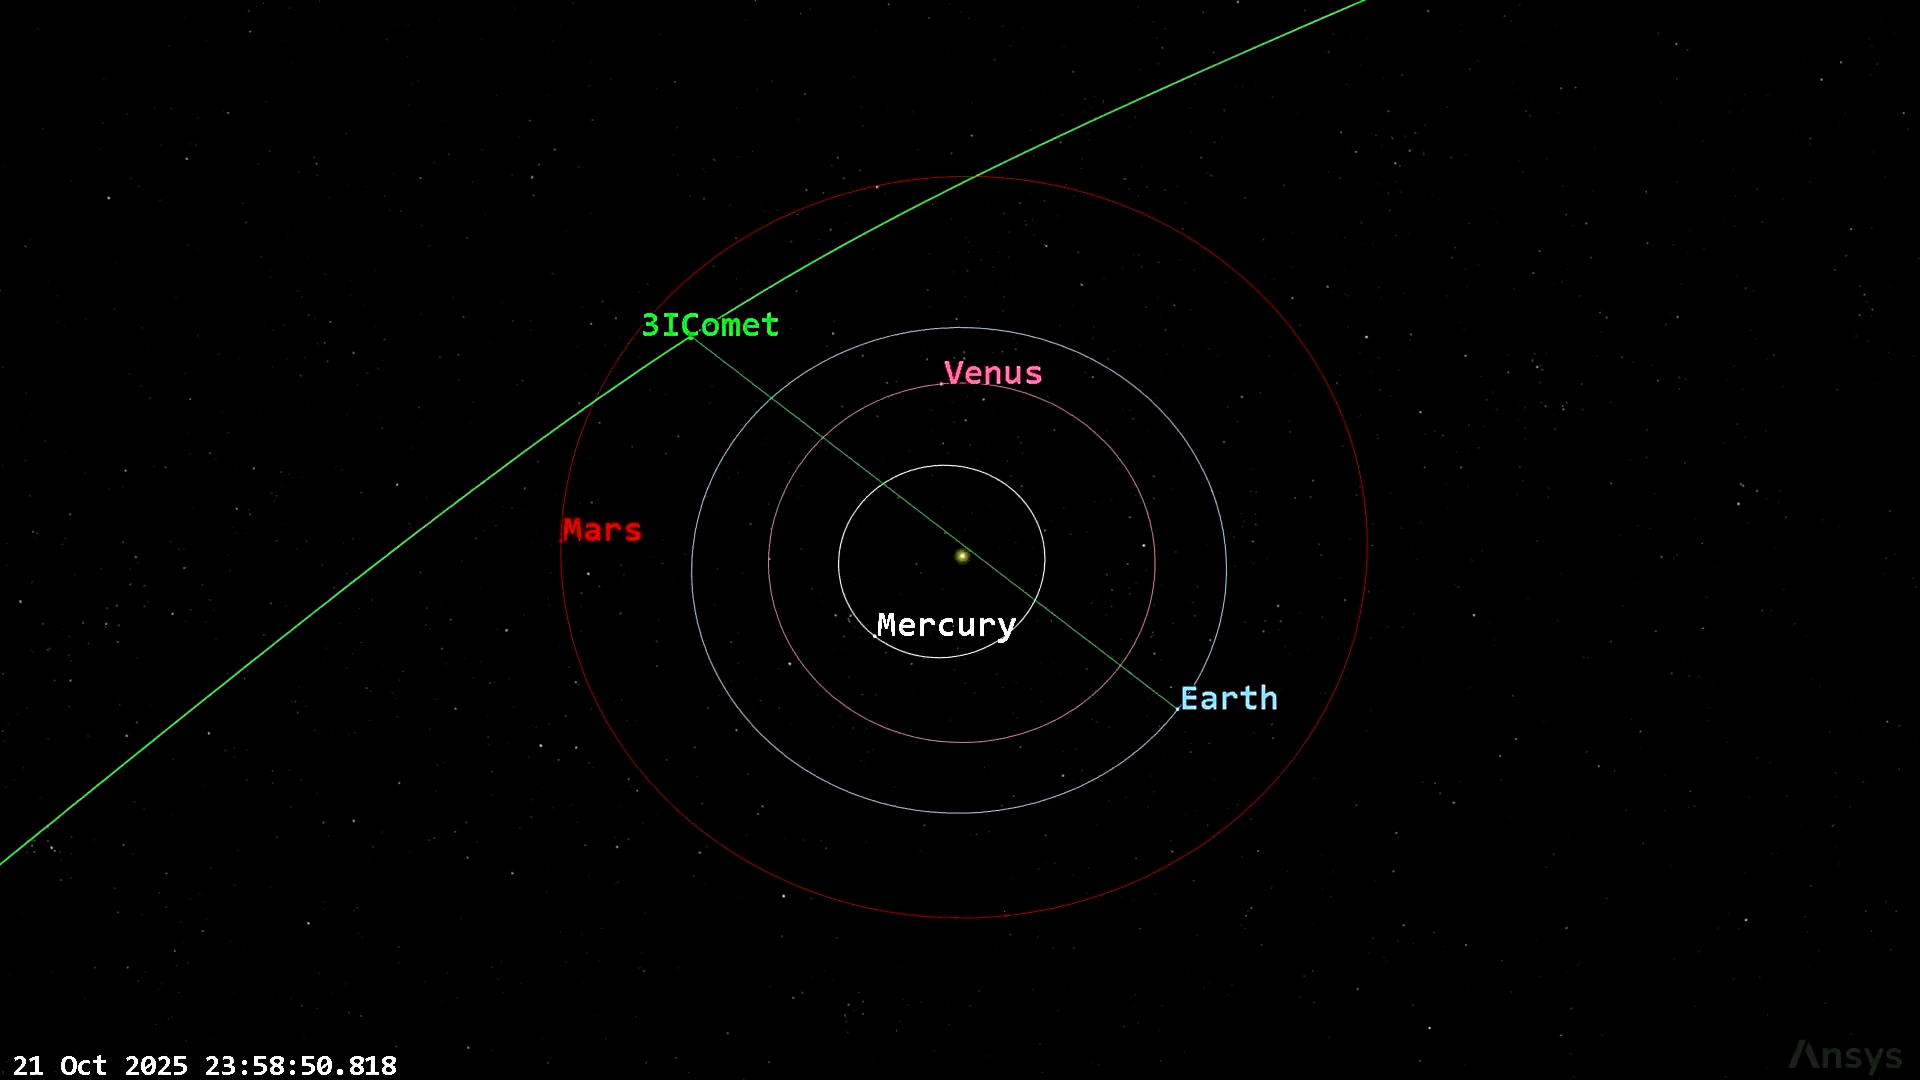 3IComet
Venus
Mars
Mercury
Earth
21 Oct 2025 23:58:50.818
Ansys